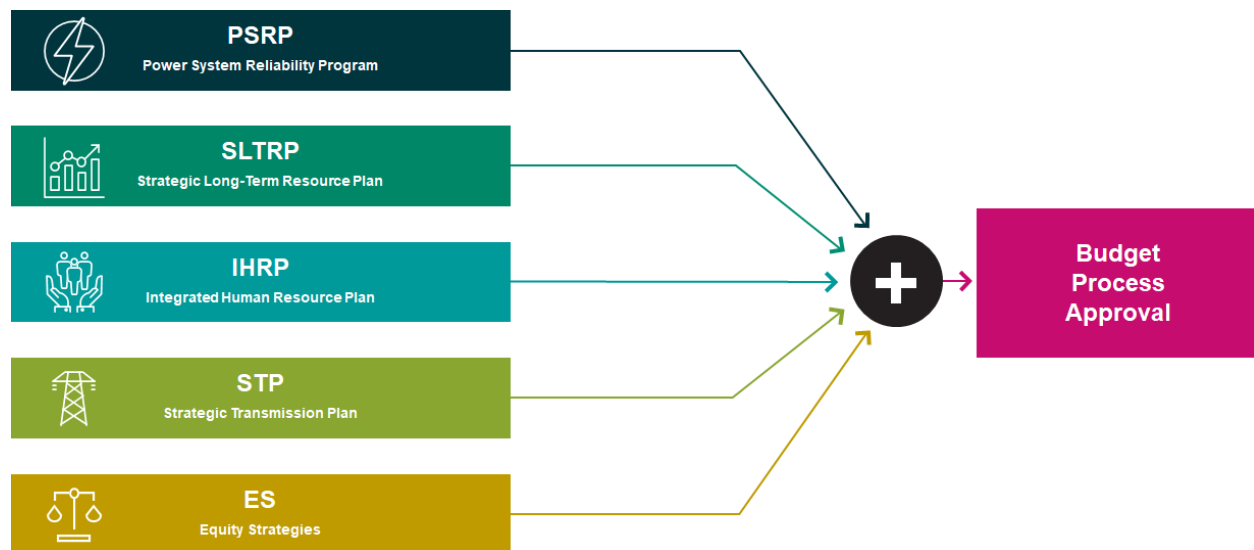 PSRP
Power System Reliability Program
SLTRP
Strategic Long-Term Resource Plan
IHRP
Integrated Human Resource Plan
STP
Strategic Transmission Plan
ES
Equity Strategies
Budget
Process
Approval